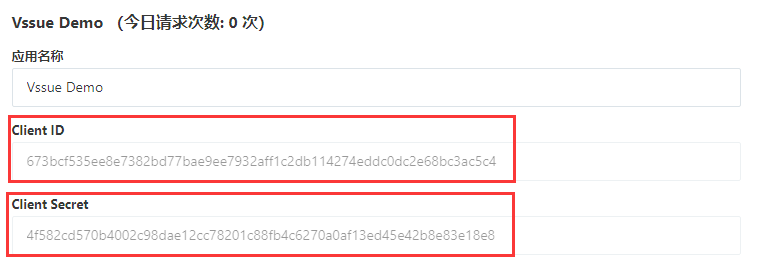 Vssue Demo （今日请求次数: 0 次）
应用名称
Vssue Demo
Client ID
673bcf535ee8e7382bd77bae9ee7932aff1c2db114274eddc0dc2e68bc3ac5c4
Client Secret
4f582cd570b4002c98dae12cc78201c88fb4c6270a0af13ed45e42b8e83e18e8